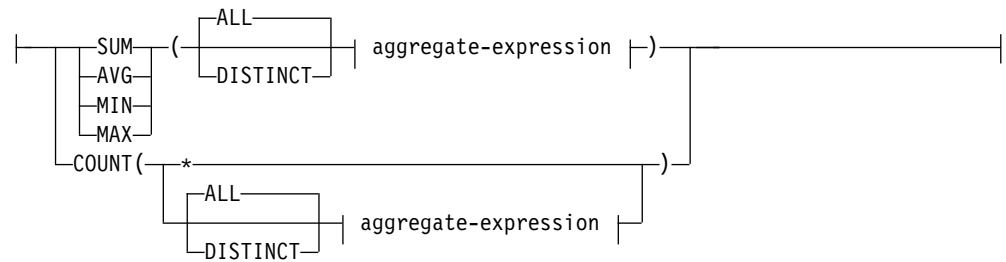 ALL
SUM ( aggregate-expression )
AVG DISTINCT
MIN
MAX
COUNT( * )
ALL
aggregate-expression
DISTINCT